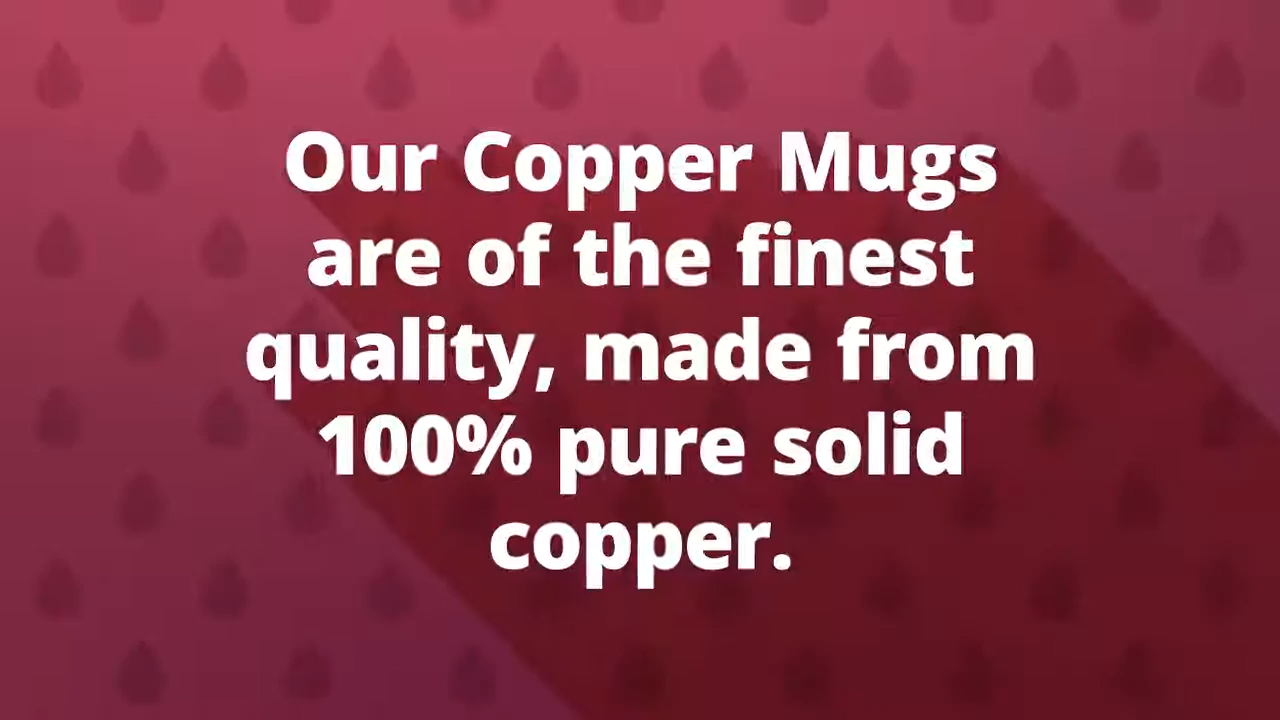 Our Copper Mugs
are of the finest
quality, made from
100% pure solid
copper.